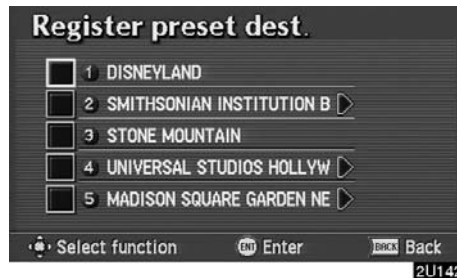 Register preset dest.
1 DISNEYLAND
2 SMITHSONIAN INSTITUTION B
3 STONE MOUNTAIN
4 UNIVERSAL STUDIOS HOLLYW
5 MADISON SQUARE GARDEN NE
Select function ENT Enter BACK Back
2U142